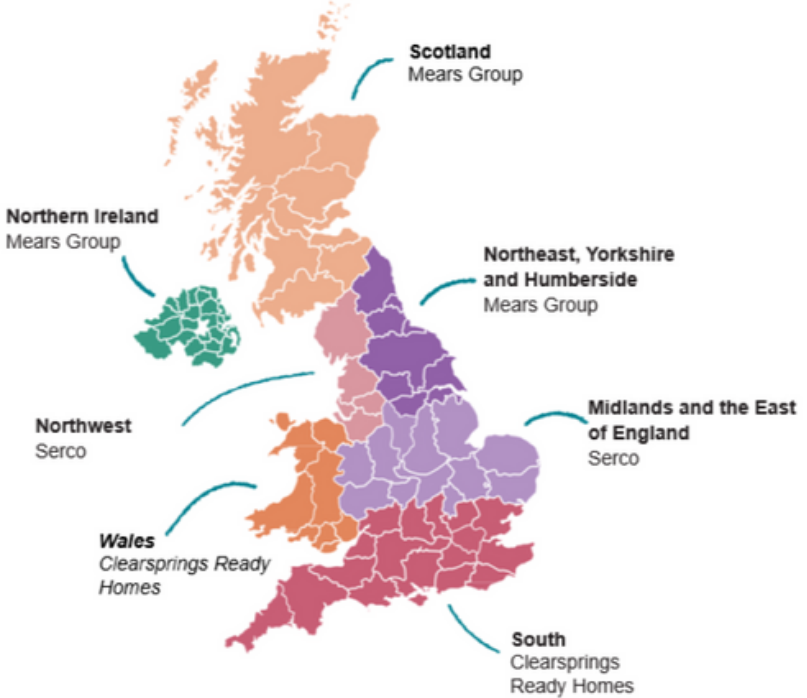 Scotland
Mears Group
Northern Ireland
Mears Group
Northeast, Yorkshire
and Humberside
Mears Group
Northwest
Serco
Midlands and the East
of England
Serco
Wales
Clearsprings Ready
Homes
South
Clearsprings
Ready Homes